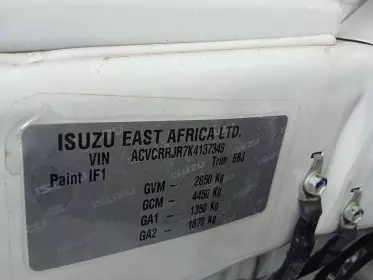 ISUZU EAST AFRICA LTD.
VIN ACVCRRJR7K4137349
Paint IF1 Trim EBJ
GVM - 2850 Kg
GCM - 4450 Kg
GA1 - 1350 Kg
GA2 - 1870 Kg